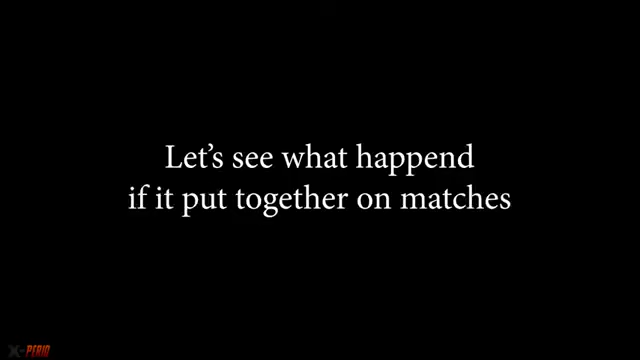 Let's see what happend
if it put together on matches
X-PERIO